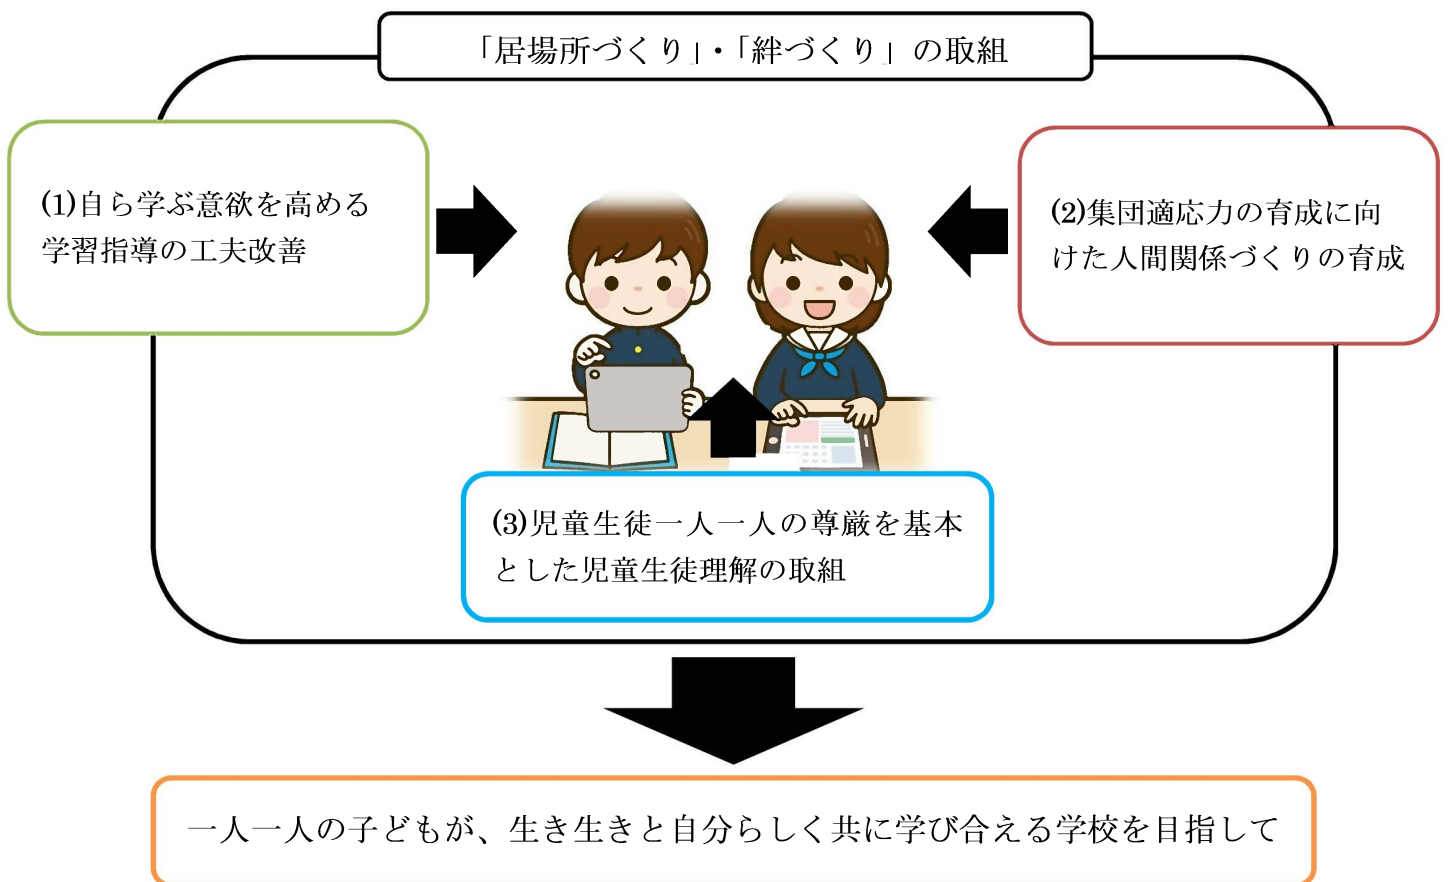 「居場所づくり」・「絆づくり」の取組
(1)自ら学ぶ意欲を高める
学習指導の工夫改善
(2)集団適応力の育成に向
けた人間関係づくりの育成
(3)児童生徒一人一人の尊厳を基本
とした児童生徒理解の取組
一人一人の子どもが、生き生きと自分らしく共に学び合える学校を目指して